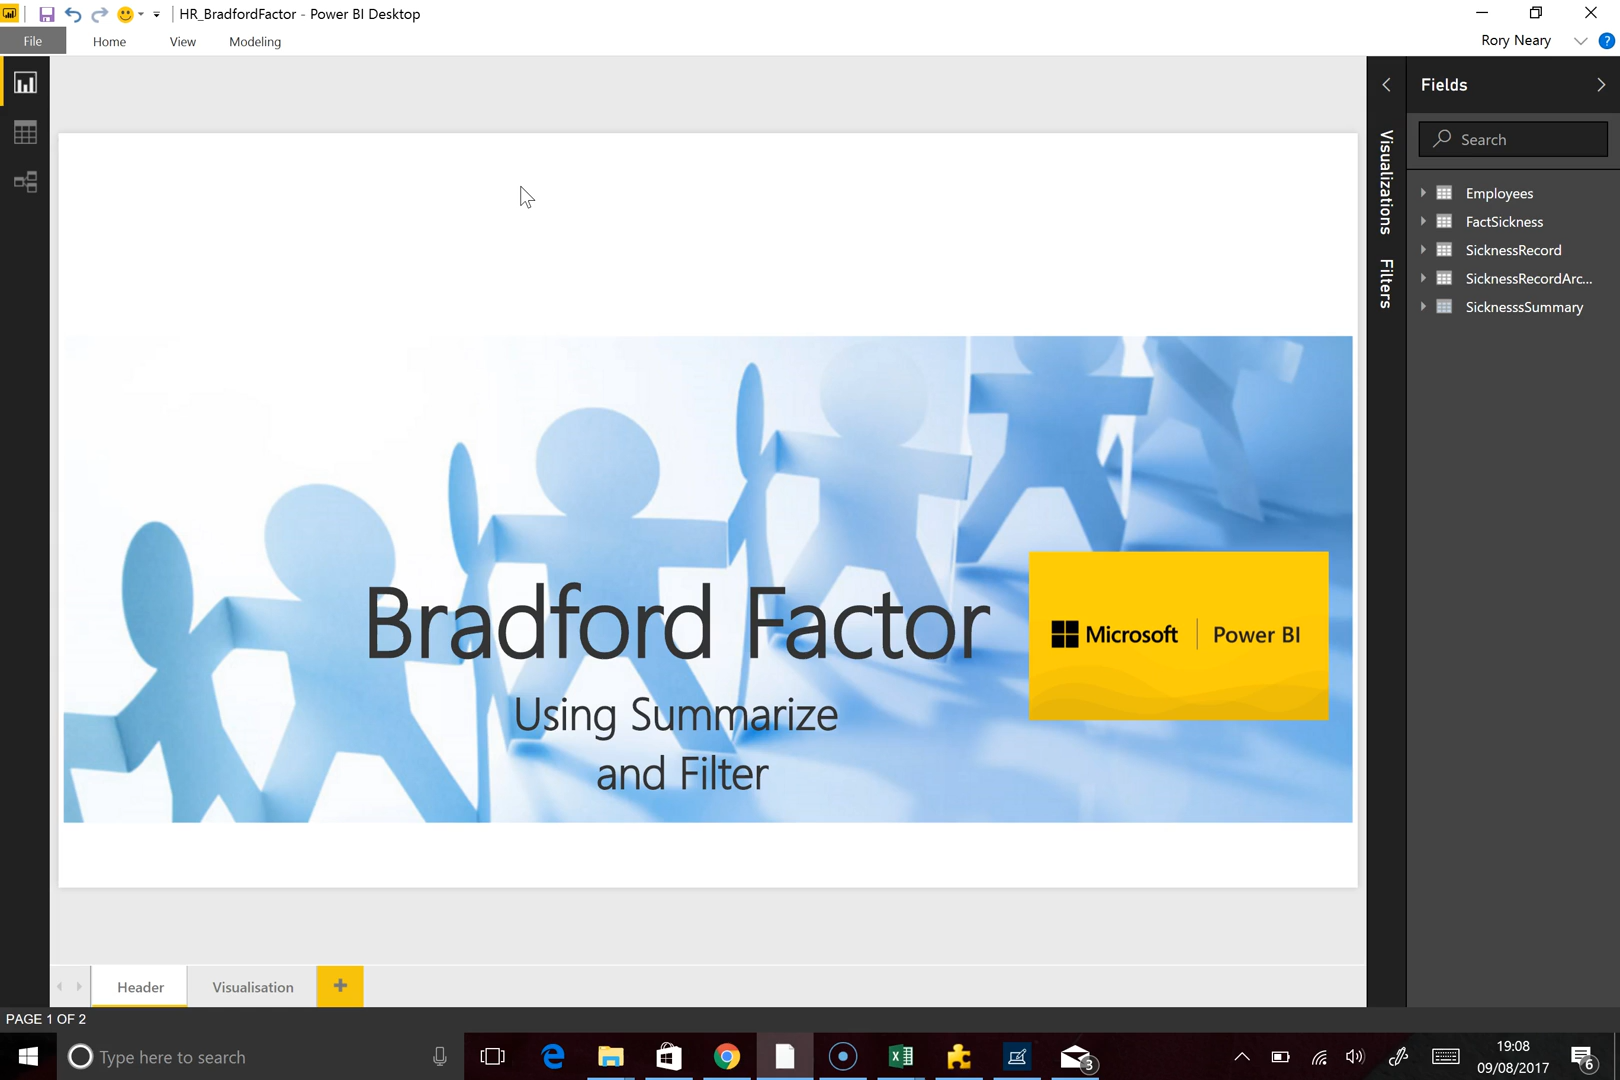 HR_BradfordFactor - Power BI Desktop
File Home View Modeling
Rory Neary
?
Fields
Search
Visualizations
Filters
Employees
FactSickness
SicknessRecord
SicknessRecordArc...
SicknesssSummary
Bradford Factor
Using Summarize
and Filter
Microsoft | Power BI
Header Visualisation +
PAGE 1 OF 2
Type here to search
3
19:08
09/08/2017
6